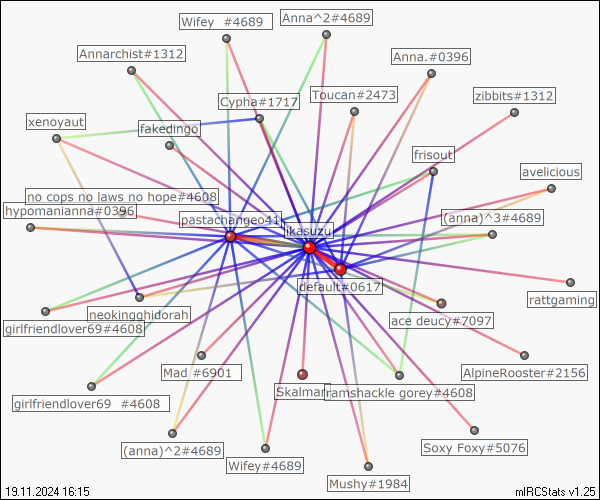 Wifey  #4689
Anna^2#4689
Annarchist#1312
Anna.#0396
Cypha#1717
Toucan#2473
zibbits#1312
xenoyaut
fakedingo
frisout
avelicious
no cops no laws no hope#4608
hypomanianna#0396
pastachangeo41
ikasuzu
(anna)^3#4689
default#0617
rattgaming
girlfriendlover69#4608
neokingghidorah
ace deucy#7097
Mad #6901
AlpineRooster#2156
Skalman
ramshackle gorey#4608
girlfriendlover69  #4608
(anna)^2#4689
Soxy Foxy#5076
Wifey#4689
Mushy#1984
19.11.2024 16:15
mIRCStats v1.25